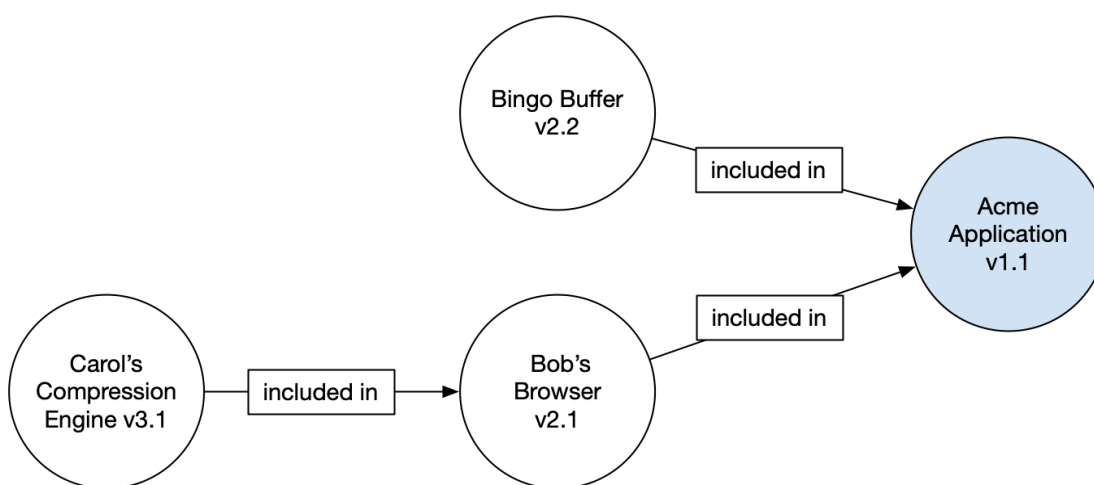 Bingo Buffer
v2.2
included in
Acme
Application
v1.1
included in
Carol’s
Compression
Engine v3.1
included in
Bob’s
Browser
v2.1